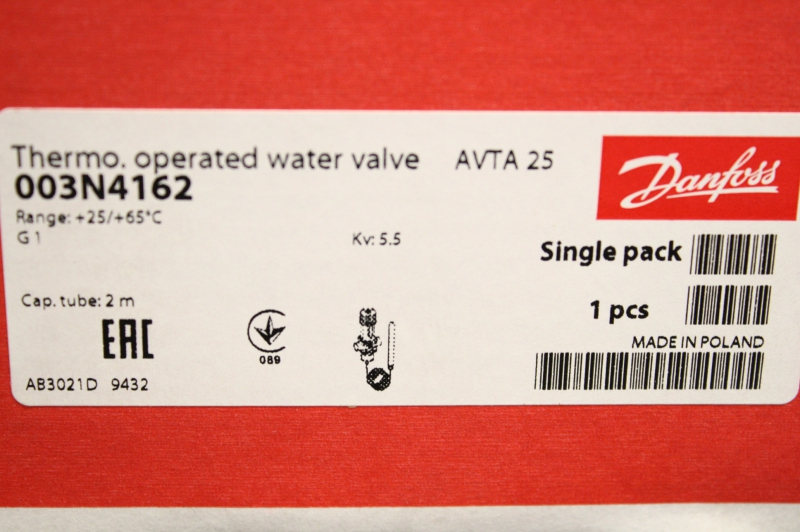 Thermo. operated water valve AVTA 25
003N4162
Danfoss
Range: +25/+65°C
G 1 Kv: 5.5
Single pack
Cap. tube: 2 m
1 pcs
EAC
089
MADE IN POLAND
AB3021D 9432